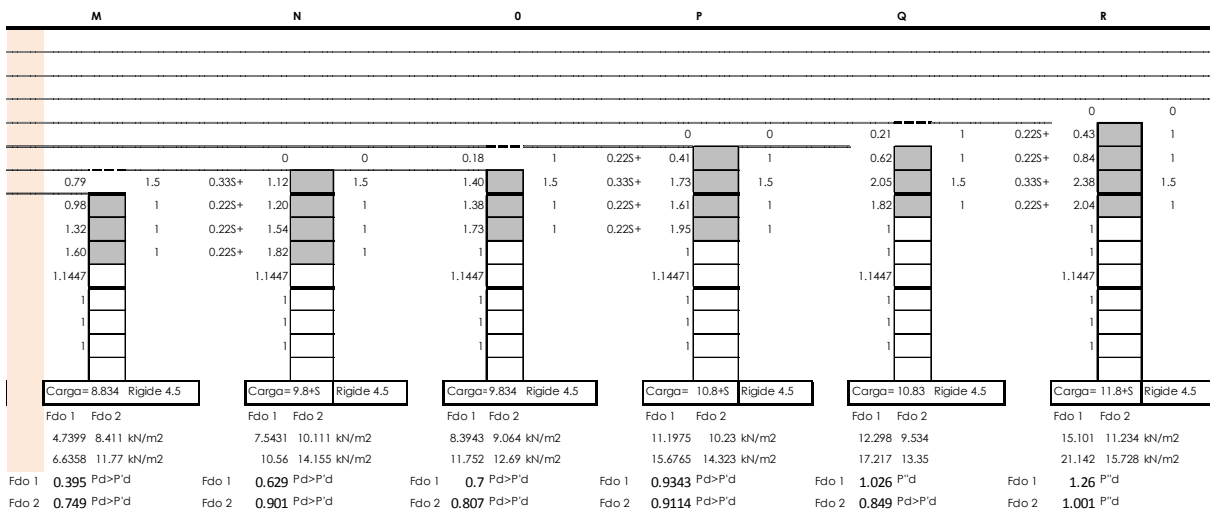 M N 0 P Q R
0 0
0 0 0.21 1 0.22S+ 0.43 1
0 0 0.18 1 0.22S+ 0.41 1 0.62 1 0.22S+ 0.84 1
0.79 1.5 0.33S+ 1.12 1.5 1.40 1.5 0.33S+ 1.73 1.5 2.05 1.5 0.33S+ 2.38 1.5
0.98 1 0.22S+ 1.20 1 1.38 1 0.22S+ 1.61 1 1.82 1 0.22S+ 2.04 1
1.32 1 0.22S+ 1.54 1 1.73 1 0.22S+ 1.95 1 1 1
1.60 1 0.22S+ 1.82 1 1 1 1 1
1.1447 1.1447 1.1447 1.14471 1.1447 1.1447
1 1 1 1 1 1
1 1 1 1 1 1
1 1 1 1 1 1
Carga= 8.834 Rigide 4.5 Carga= 9.8+S Rigide 4.5 Carga= 9.834 Rigide 4.5 Carga= 10.8+S Rigide 4.5 Carga= 10.83 Rigide 4.5 Carga= 11.8+S Rigide 4.5
Fdo 1 Fdo 2 Fdo 1 Fdo 2 Fdo 1 Fdo 2 Fdo 1 Fdo 2 Fdo 1 Fdo 2 Fdo 1 Fdo 2
4.7399 8.411 kN/m2 7.5431 10.111 kN/m2 8.3943 9.064 kN/m2 11.1975 10.23 kN/m2 12.298 9.534 15.101 11.234 kN/m2
6.6358 11.77 kN/m2 10.56 14.155 kN/m2 11.752 12.69 kN/m2 15.6765 14.323 kN/m2 17.217 13.35 21.142 15.728 kN/m2
Fdo 1 0.395 Pd>P'd Fdo 1 0.629 Pd>P'd Fdo 1 0.7 Pd>P'd Fdo 1 0.9343 Pd>P'd Fdo 1 1.026 P"d Fdo 1 1.26 P"d
Fdo 2 0.749 Pd>P'd Fdo 2 0.901 Pd>P'd Fdo 2 0.807 Pd>P'd Fdo 2 0.9114 Pd>P'd Fdo 2 0.849 Pd>P'd Fdo 2 1.001 P"d